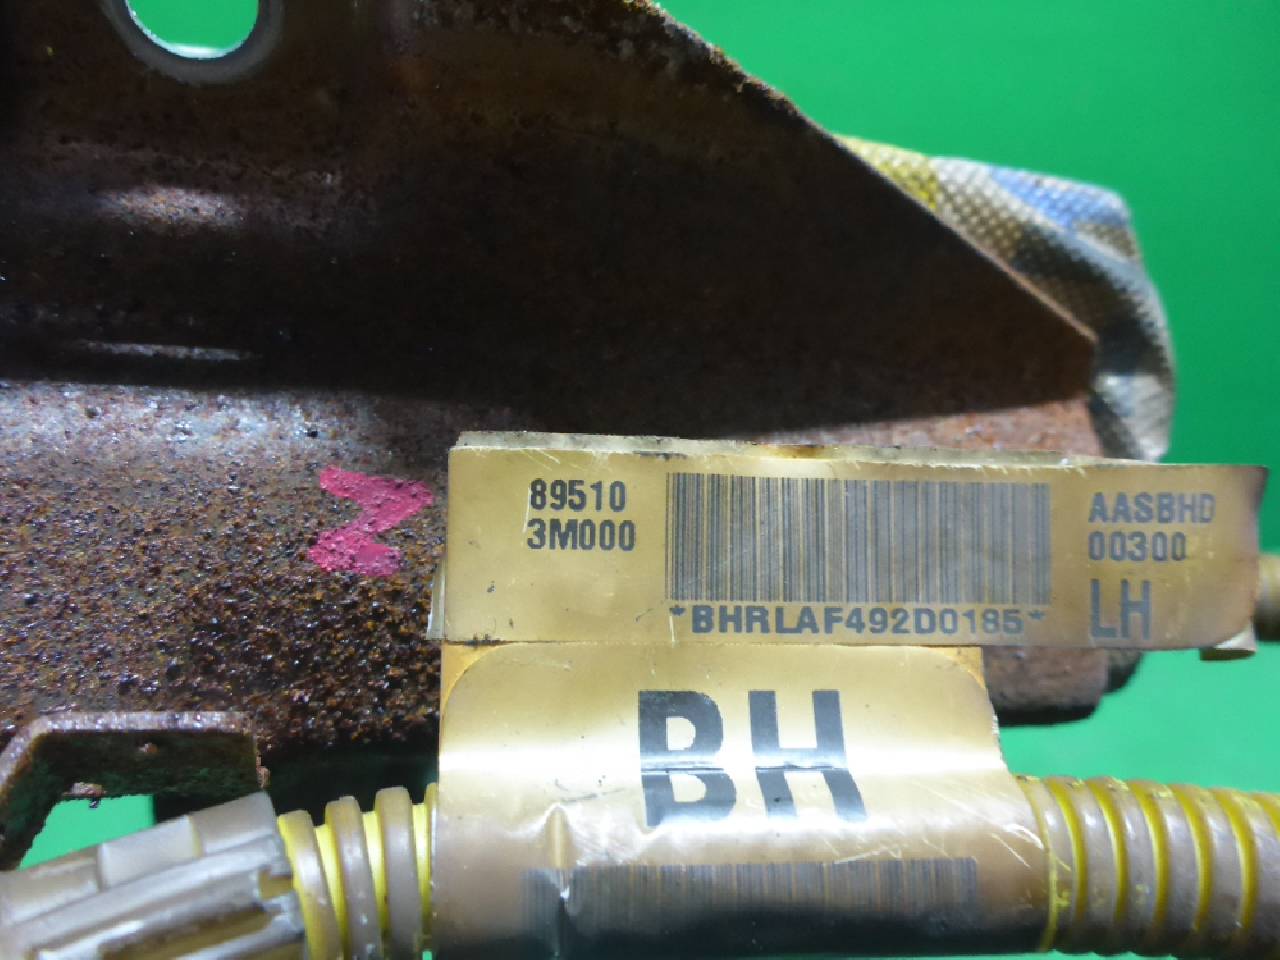 89510
3M000
*BHRLAF492D0185*
AASBHD
00300
LH
BH